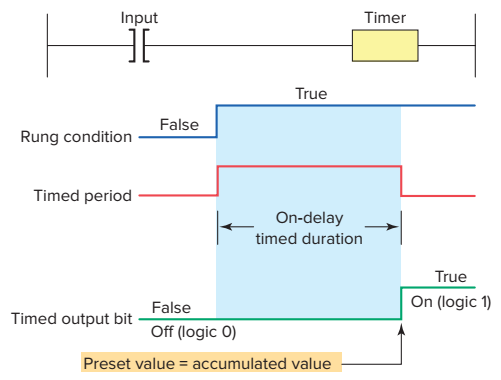 Input
Timer
True
False
Rung condition
Timed period
On-delay
timed duration
True
False
On (logic 1)
Timed output bit
Off (logic 0)
Preset value = accumulated value